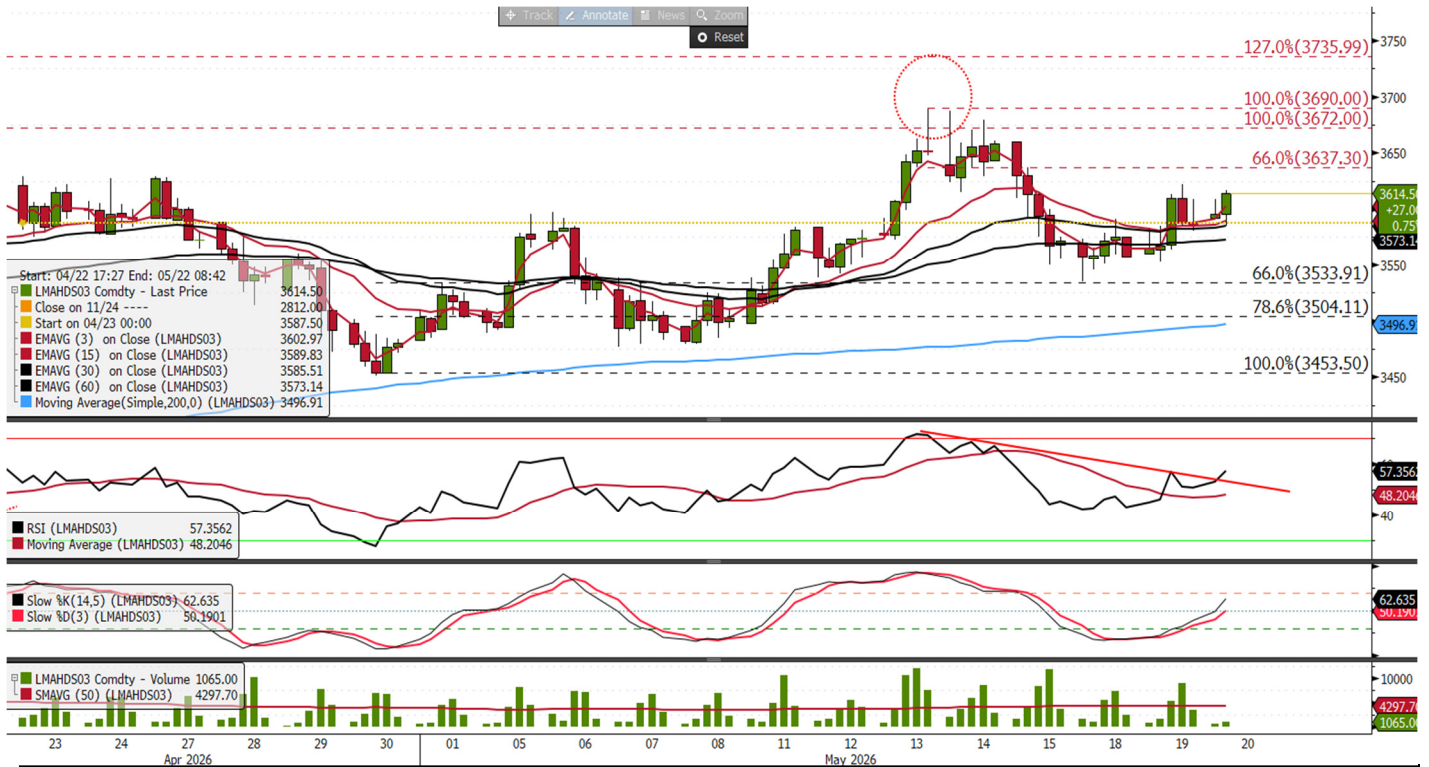 Track Annotate News Zoom
Reset
3750
127.0%(3735.99)
3700
100.0%(3690.00)
100.0%(3672.00)
3650
66.0%(3637.30)
3614.50
+27.00
0.75
3573.14
3550
66.0%(3533.91)
78.6%(3504.11)
3496.91
100.0%(3453.50)
3450
Start: 04/22 17:27 End: 05/22 08:42
LMAHDS03 Comdty - Last Price 3614.50
Close on 11/24 ---- 2812.00
Start on 04/23 00:00 3587.50
EMAVG (3) on Close (LMAHDS03) 3602.97
EMAVG (15) on Close (LMAHDS03) 3589.83
EMAVG (30) on Close (LMAHDS03) 3585.51
EMAVG (60) on Close (LMAHDS03) 3573.14
Moving Average(Simple,200,0) (LMAHDS03) 3496.91
57.3562
48.2046
40
RSI (LMAHDS03) 57.3562
Moving Average (LMAHDS03) 48.2046
Slow %K(14,5) (LMAHDS03) 62.635
Slow %D(3) (LMAHDS03) 50.1901
62.635
50.1901
LMAHDS03 Comdty - Volume 1065.00
SMAVG (50) (LMAHDS03) 4297.70
10000
4297.70
1065.00
23 24 27 28 29 30 01 05 06 07 08 11 12 13 14 15 18 19 20
Apr 2026 May 2026